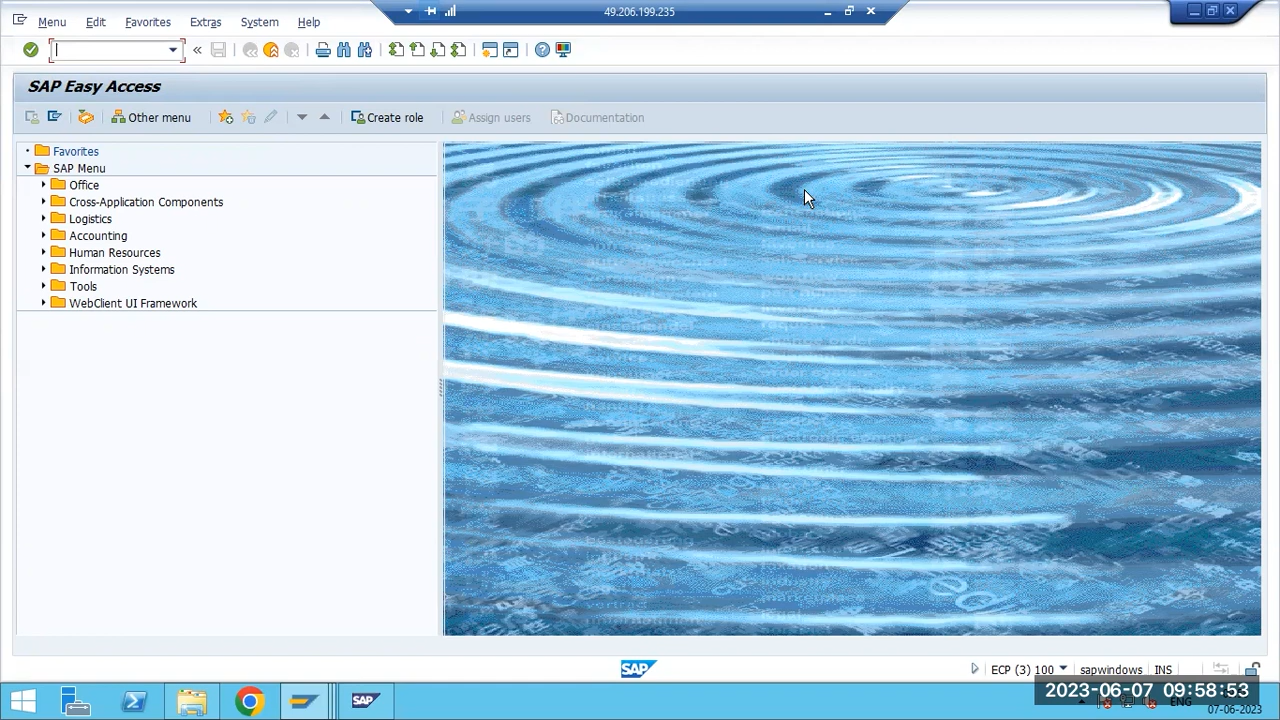 49.206.199.235
Menu Edit Favorites Extras System Help
SAP Easy Access
Other menu Create role Assign users Documentation
Favorites
SAP Menu
Office
Cross-Application Components
Logistics
Accounting
Human Resources
Information Systems
Tools
WebClient UI Framework
SAP
ECP (3) 100 sapwindows INS
SAP
2023-06-07 09:58:53
ENG
07-06-2023